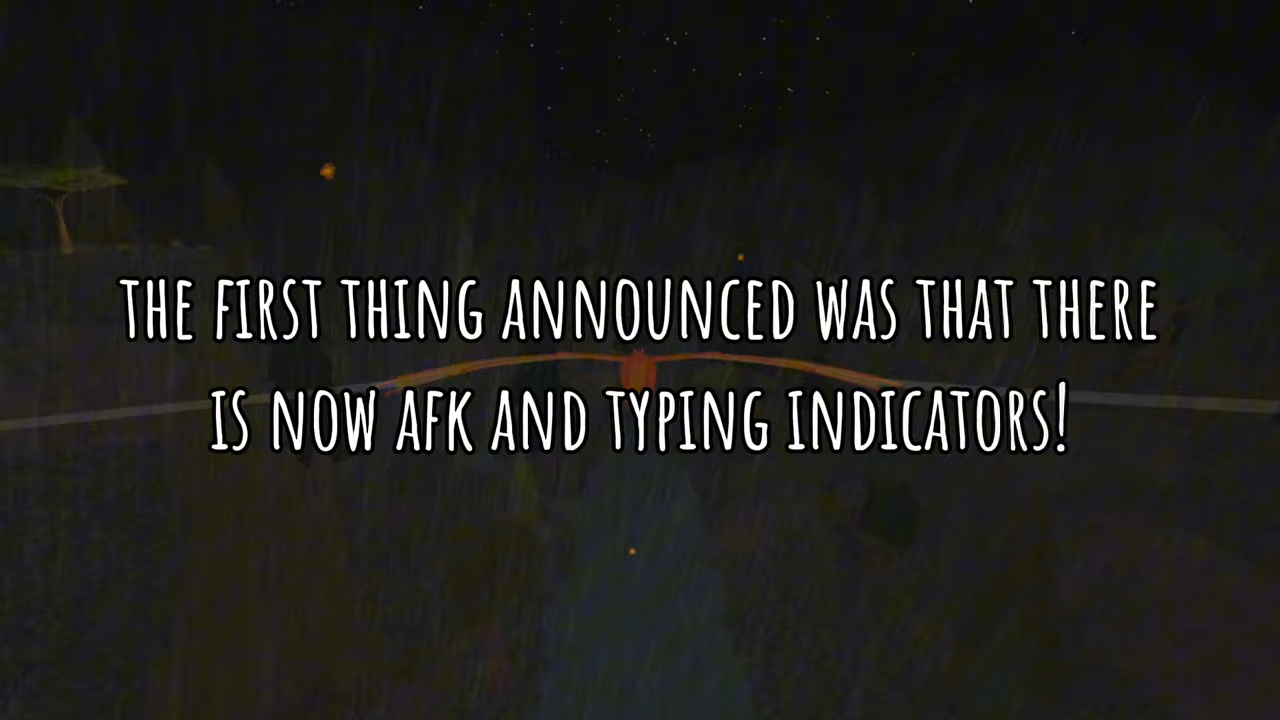 THE FIRST THING ANNOUNCED WAS THAT THERE
IS NOW AFK AND TYPING INDICATORS!